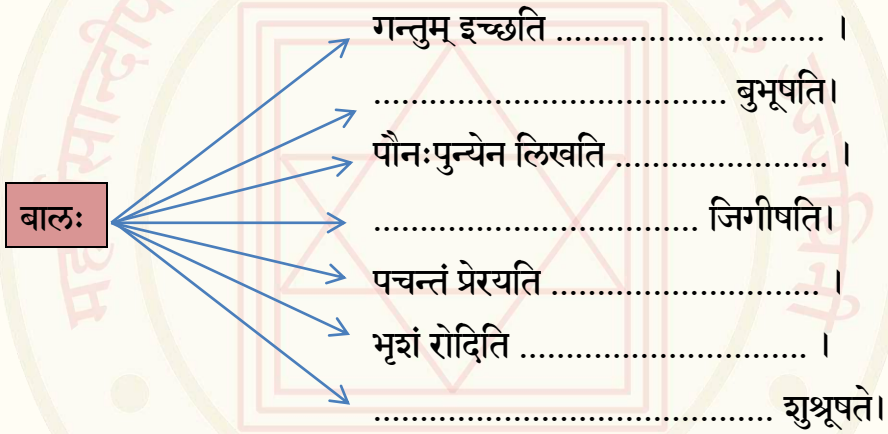 गन्तुम् इच्छति ............................. ।
...................................... बुभूषति।
पौनःपुन्येन लिखति ....................... ।
बालः
................................... जिगीषति।
पचन्तं प्रेरयति ............................. ।
भृशं रोदिति ............................... ।
........................................... शुश्रूषते।